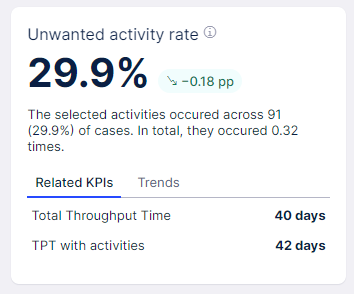 Unwanted activity rate
29.9% −0.18 pp
The selected activities occured across 91
(29.9%) of cases. In total, they occured 0.32
times.
Related KPIs Trends
Total Throughput Time 40 days
TPT with activities 42 days